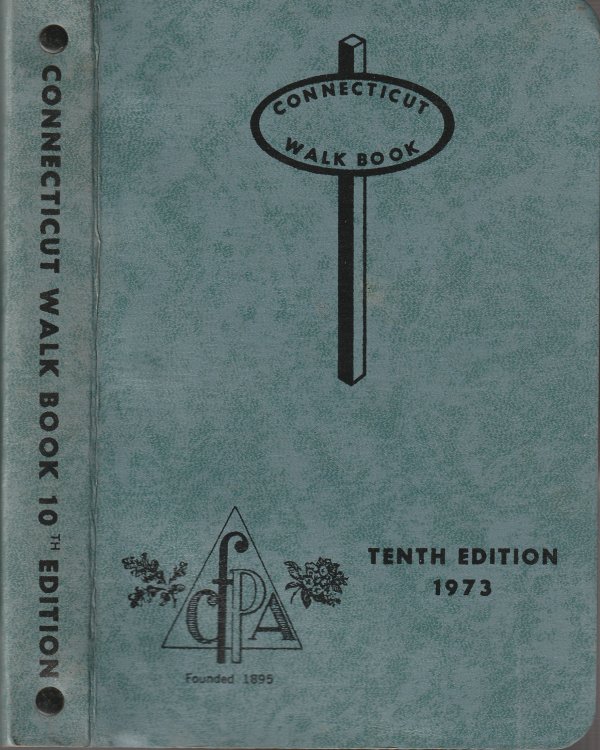 CONNECTICUT WALK BOOK 10TH EDITION
CONNECTICUT
WALK BOOK
TENTH EDITION
1973
CfPA
Founded 1895